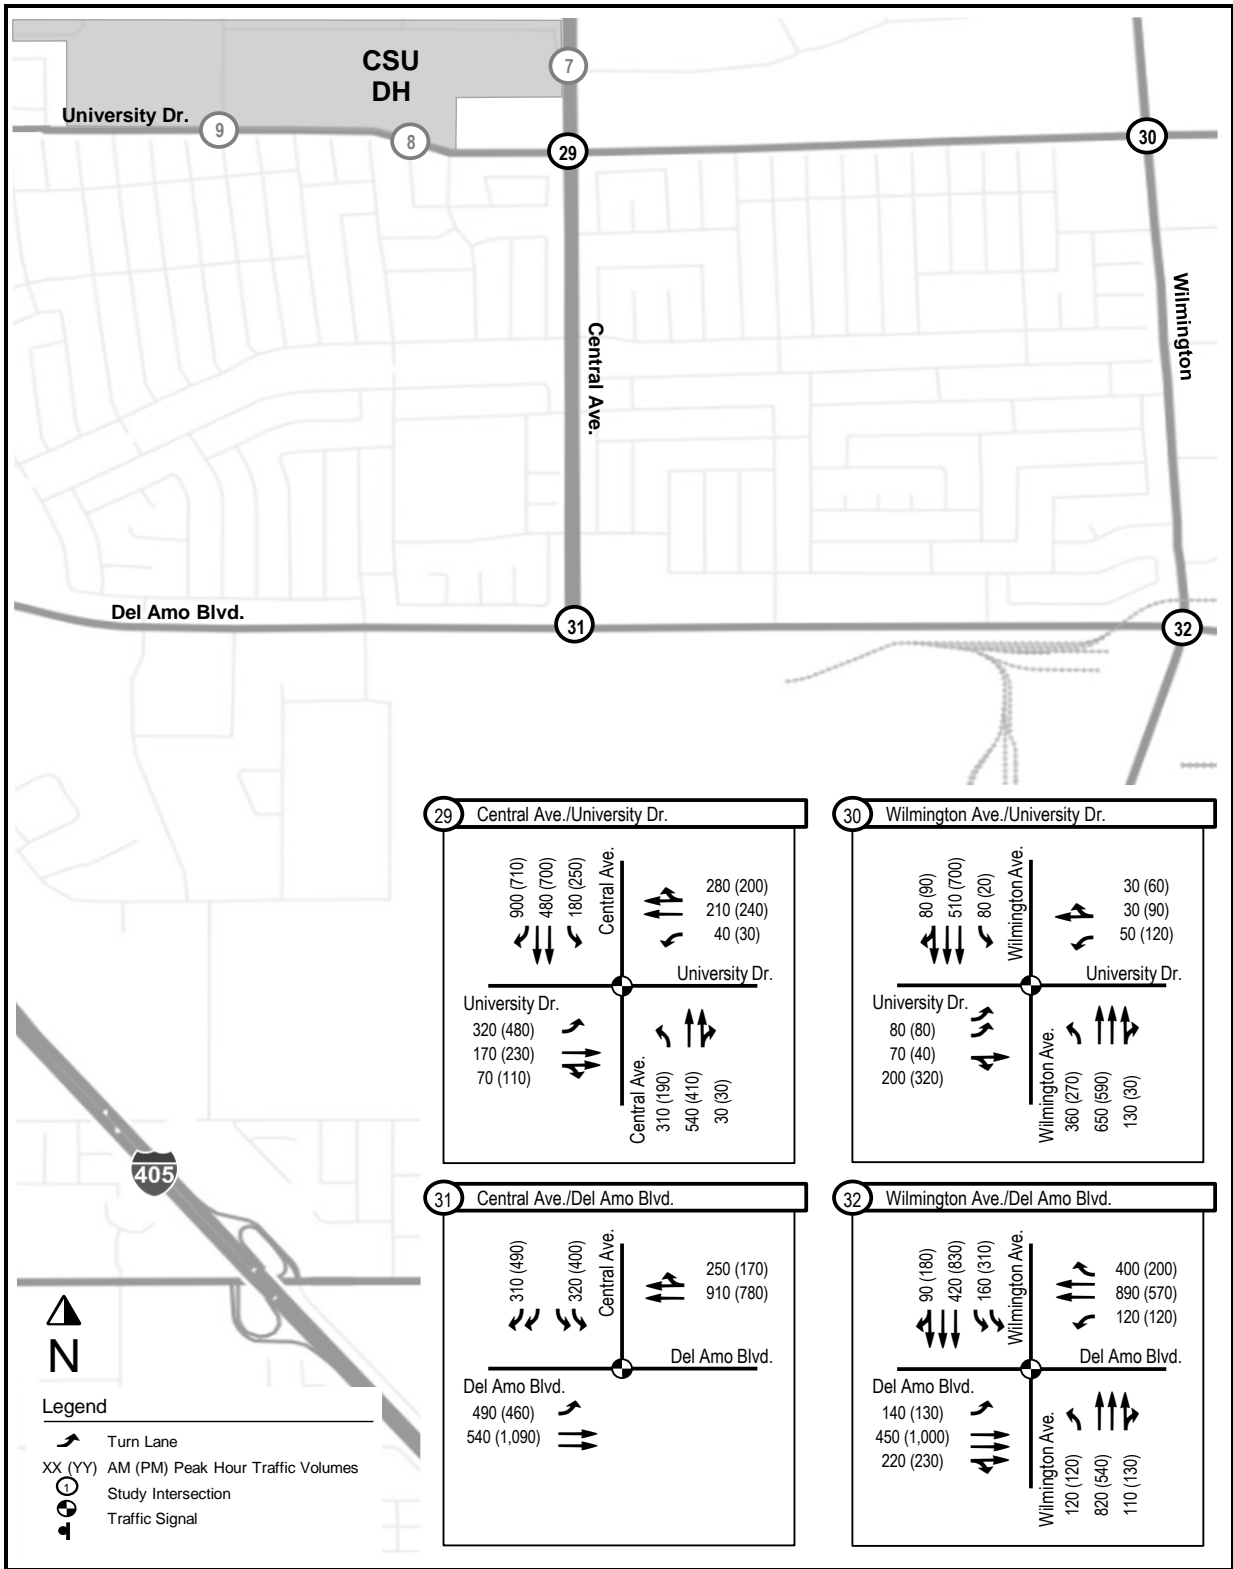 CSU
DH
7
University Dr.
9
8
29
30
Central Ave.
Wilmington
Del Amo Blvd.
31
32
405
N
Legend
Turn Lane
XX (YY) AM (PM) Peak Hour Traffic Volumes
1 Study Intersection
Traffic Signal
29 Central Ave./University Dr.
900 (710)
480 (700)
180 (250)
Central Ave.
280 (200)
210 (240)
40 (30)
University Dr.
University Dr.
320 (480)
170 (230)
70 (110)
Central Ave.
310 (190)
540 (410)
30 (30)
30 Wilmington Ave./University Dr.
80 (90)
510 (700)
80 (20)
Wilmington Ave.
30 (60)
30 (90)
50 (120)
University Dr.
University Dr.
80 (80)
70 (40)
200 (320)
Wilmington Ave.
360 (270)
650 (590)
130 (30)
31 Central Ave./Del Amo Blvd.
310 (490)
320 (400)
Central Ave.
250 (170)
910 (780)
Del Amo Blvd.
Del Amo Blvd.
490 (460)
540 (1,090)
32 Wilmington Ave./Del Amo Blvd.
90 (180)
420 (830)
160 (310)
Wilmington Ave.
400 (200)
890 (570)
120 (120)
Del Amo Blvd.
Del Amo Blvd.
140 (130)
450 (1,000)
220 (230)
Wilmington Ave.
120 (120)
820 (540)
110 (130)